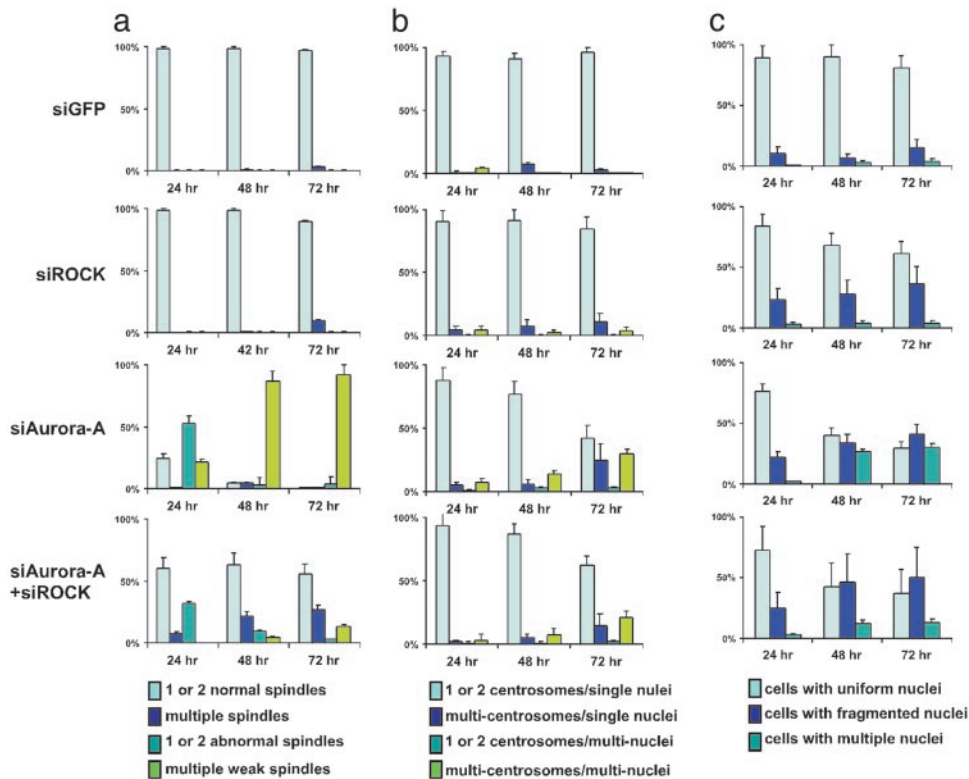 a b c
siGFP
100% 100% 100%
50% 50% 50%
0% 0% 0%
24 hr 48 hr 72 hr 24 hr 48 hr 72 hr 24 hr 48 hr 72 hr
siROCK
100% 100% 100%
50% 50% 50%
0% 0% 0%
24 hr 42 hr 72 hr 24 hr 48 hr 72 hr 24 hr 48 hr 72 hr
siAurora-A
100% 100% 100%
50% 50% 50%
0% 0% 0%
24 hr 48 hr 72 hr 24 hr 48 hr 72 hr 24 hr 48 hr 72 hr
siAurora-A
+siROCK
100% 100% 100%
50% 50% 50%
0% 0% 0%
24 hr 48 hr 72 hr 24 hr 48 hr 72 hr 24 hr 48 hr 72 hr
1 or 2 normal spindles
multiple spindles
1 or 2 abnormal spindles
multiple weak spindles
1 or 2 centrosomes/single nulei
multi-centrosomes/single nuclei
1 or 2 centrosomes/multi-nuclei
multi-centrosomes/multi-nuclei
cells with uniform nuclei
cells with fragmented nuclei
cells with multiple nuclei